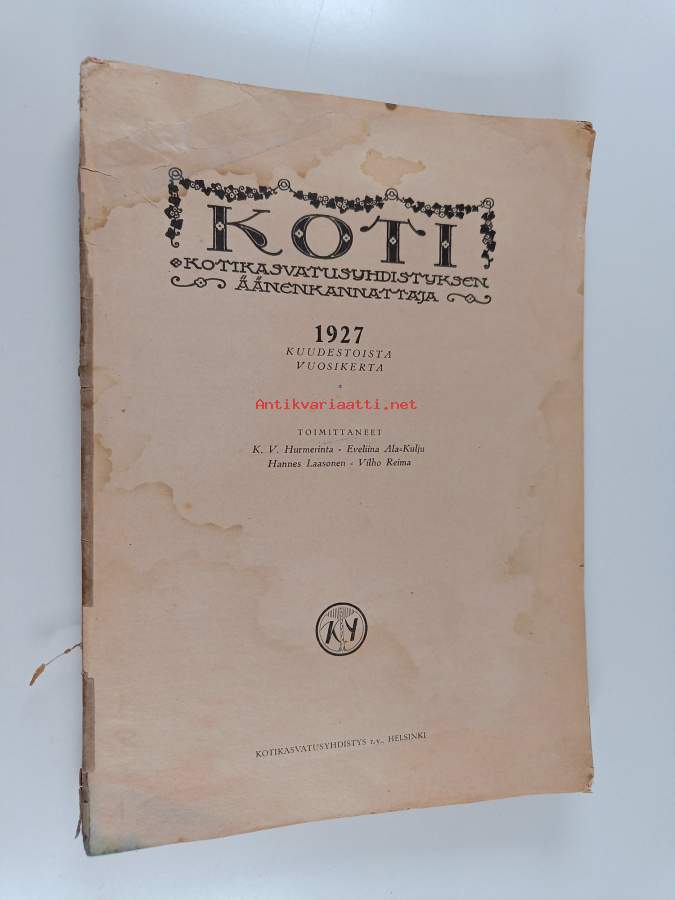 KOTI
KOTIKASVATUSYHDISTYKSEN
ÄÄNENKANNATTAJA
1927
KUUDESTOISTA
VUOSIKERTA
Antikvariaatti.net
TOIMITTANEET
K. V. Hurmerinta - Eveliina Ala-Kulju
Hannes Laasonen - Vilho Reima
KY
KOTIKASVATUSYHDISTYS r.y., HELSINKI